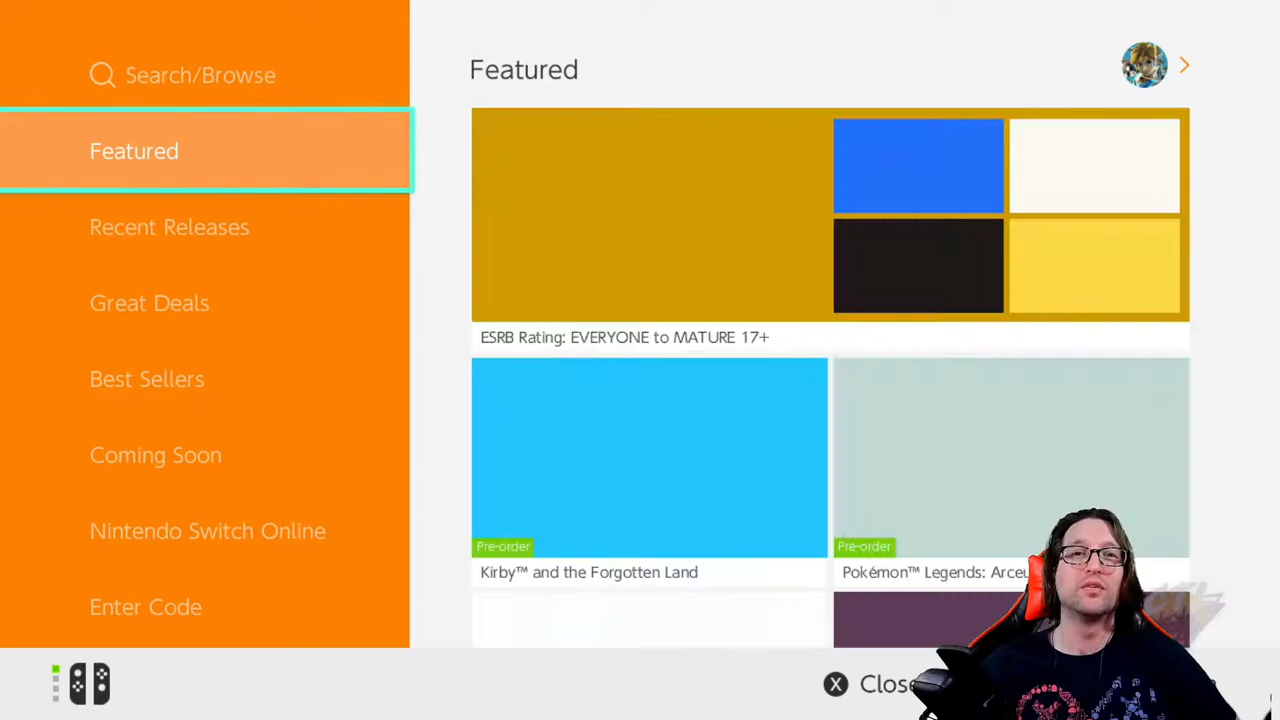 Search/Browse
Featured
Recent Releases
Great Deals
Best Sellers
Coming Soon
Nintendo Switch Online
Enter Code
Featured
ESRB Rating: EVERYONE to MATURE 17+
Pre-order
Kirby™ and the Forgotten Land
Pre-order
Pokémon™ Legends:
X Close